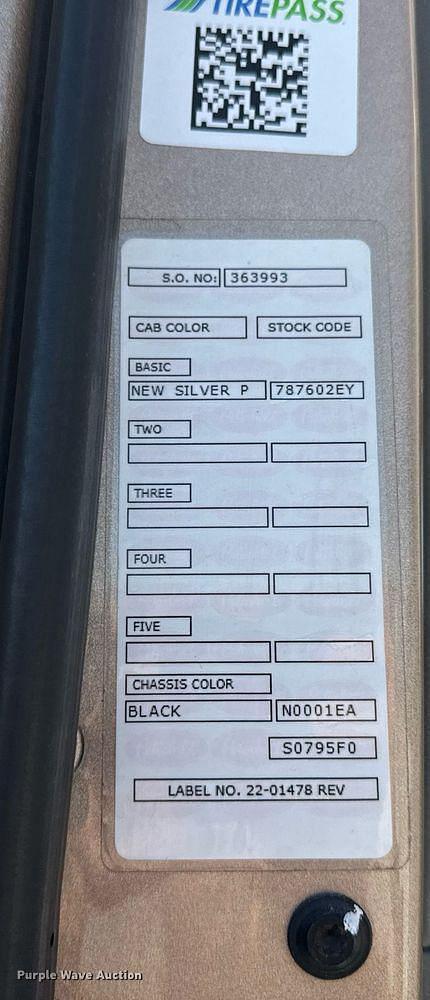 TIREPASS
S.O. NO: 363993
CAB COLOR STOCK CODE
BASIC
NEW SILVER P 787602EY
TWO
THREE
FOUR
FIVE
CHASSIS COLOR
BLACK N0001EA
S0795F0
LABEL NO. 22-01478 REV
Purple Wave Auction